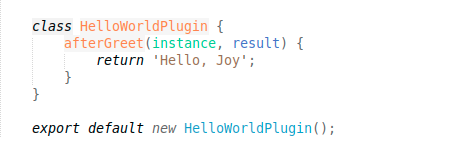 class HelloWorldPlugin {
    afterGreet(instance, result) {
        return 'Hello, Joy';
    }
}

export default new HelloWorldPlugin();